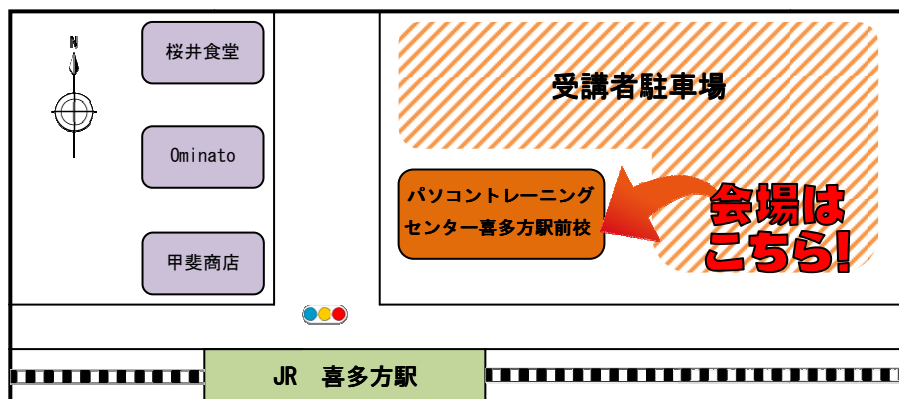 N
桜井食堂
Ominato
甲斐商店
受講者駐車場
パソコントレーニング
センター喜多方駅前校
会場は
こちら!
JR 喜多方駅